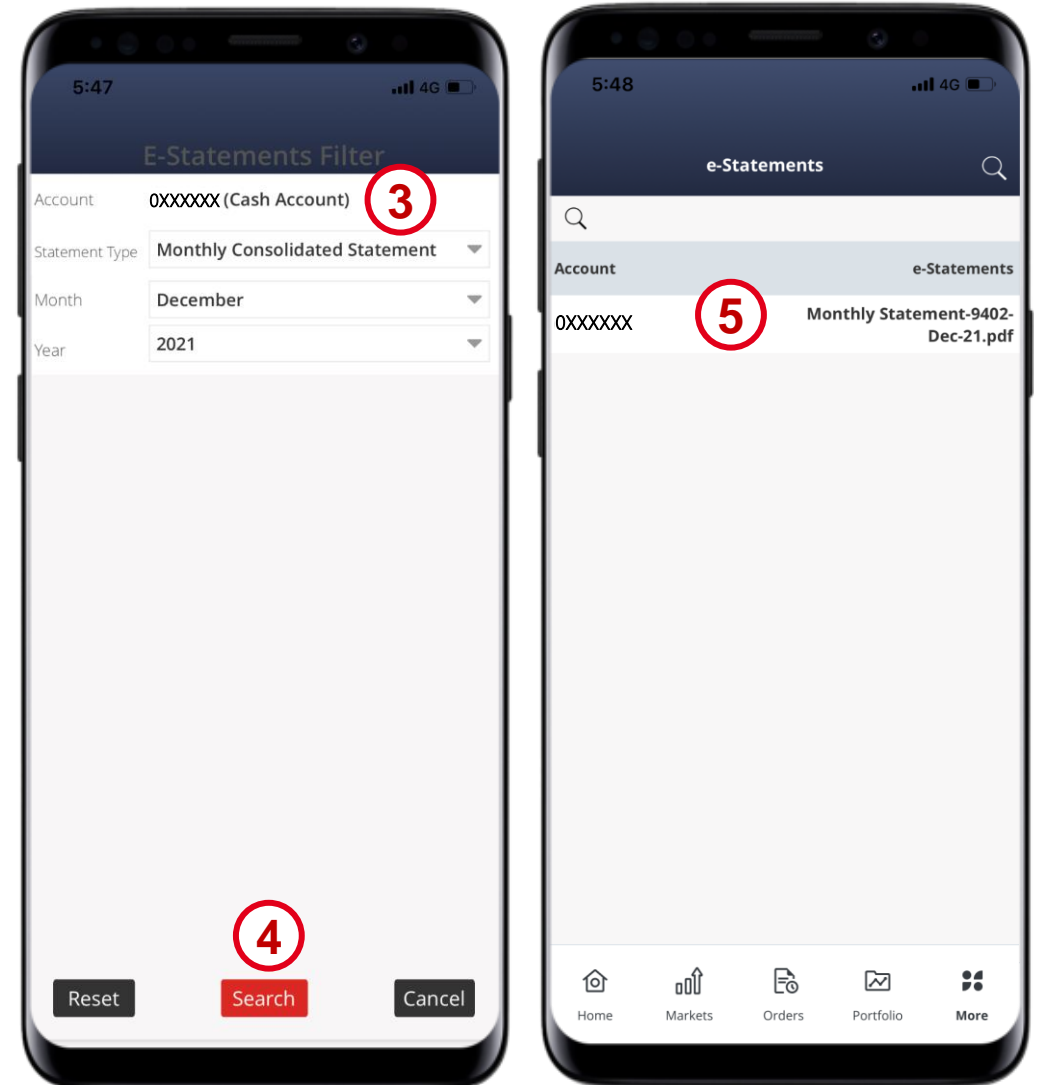 5:47
4G
E-Statements Filter
Account 0XXXXXX (Cash Account)
3
Statement Type Monthly Consolidated Statement
Month December
Year 2021
4
Reset Search Cancel
5:48
4G
e-Statements
Account e-Statements
5
0XXXXXX Monthly Statement-9402-
Dec-21.pdf
Home Markets Orders Portfolio More